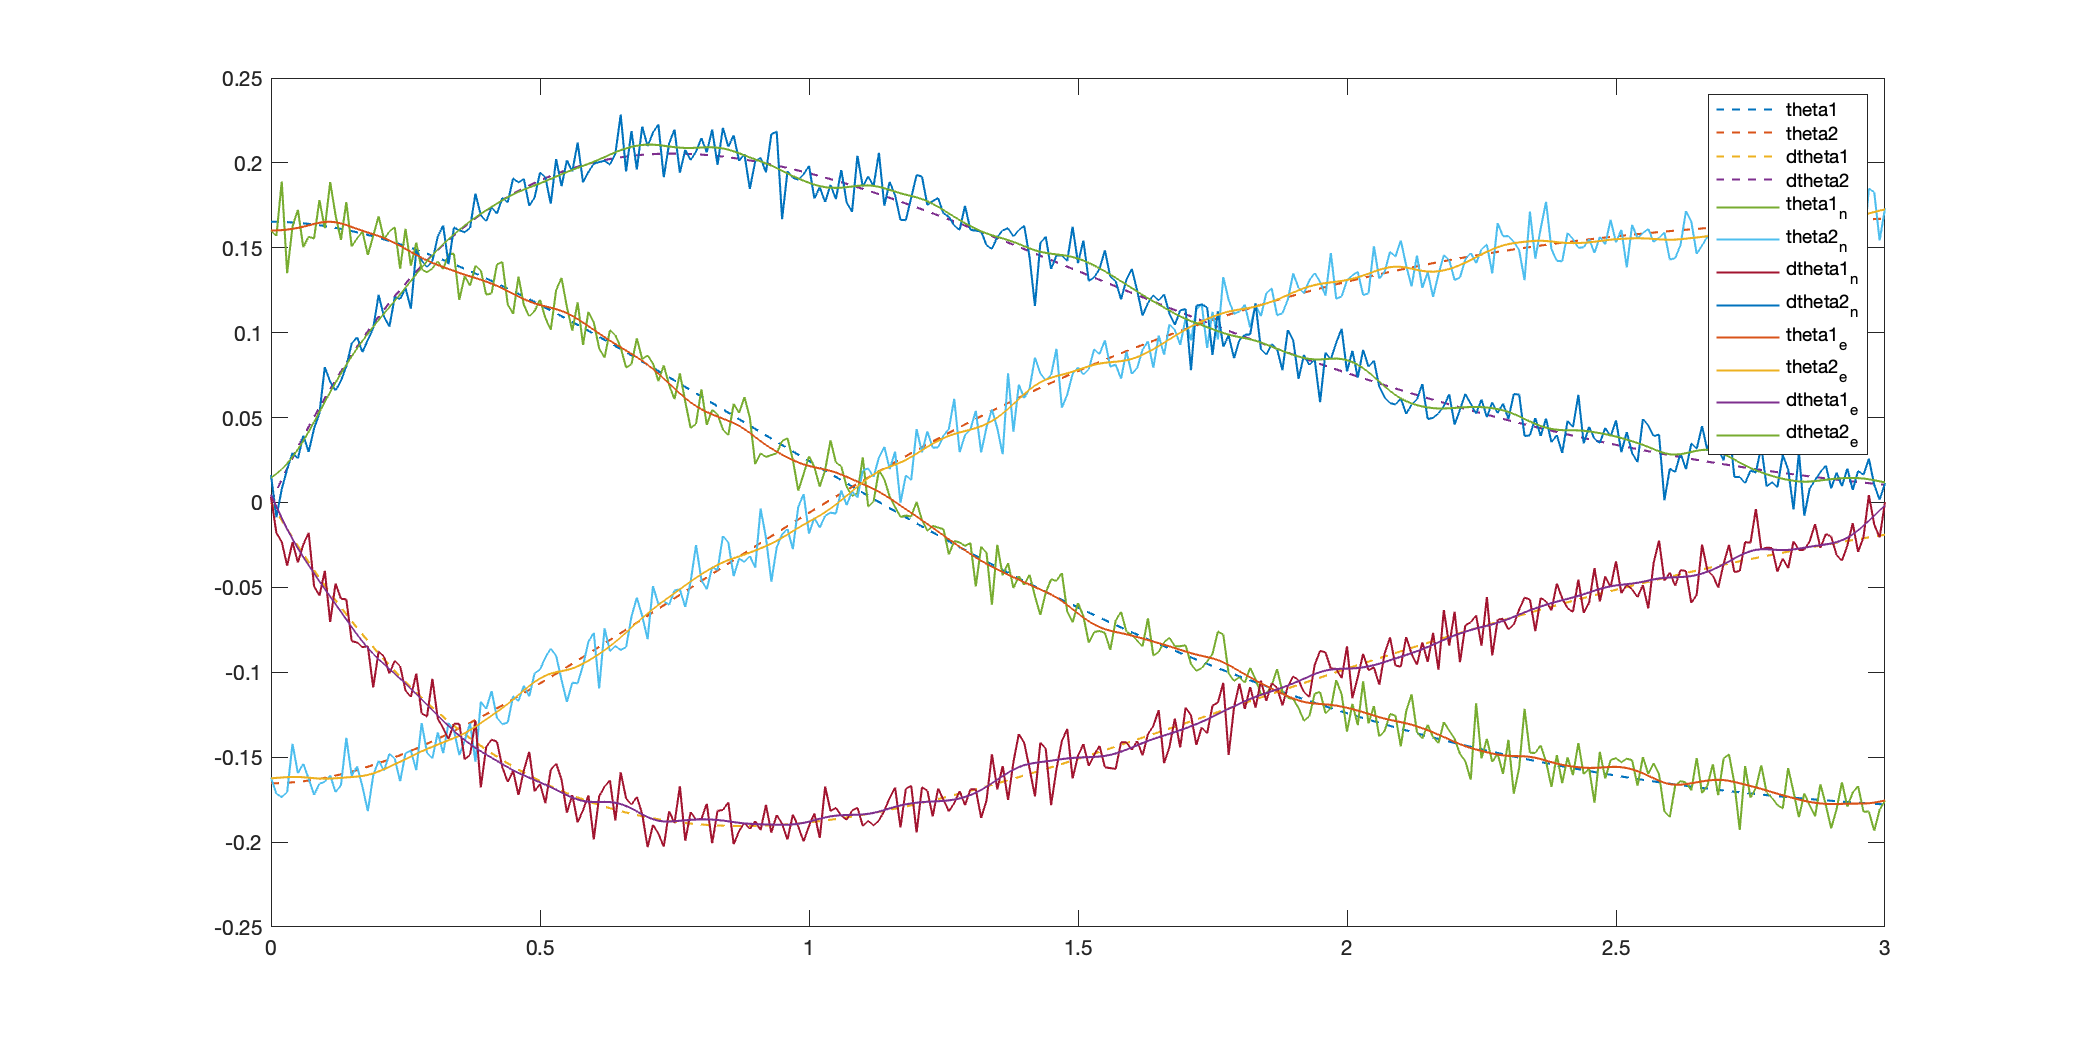 0.25
0.2
0.15
0.1
0.05
0
-0.05
-0.1
-0.15
-0.2
-0.25
0 0.5 1 1.5 2 2.5 3
theta1
theta2
dtheta1
dtheta2
theta1n
theta2n
dtheta1n
dtheta2n
theta1e
theta2e
dtheta1e
dtheta2e